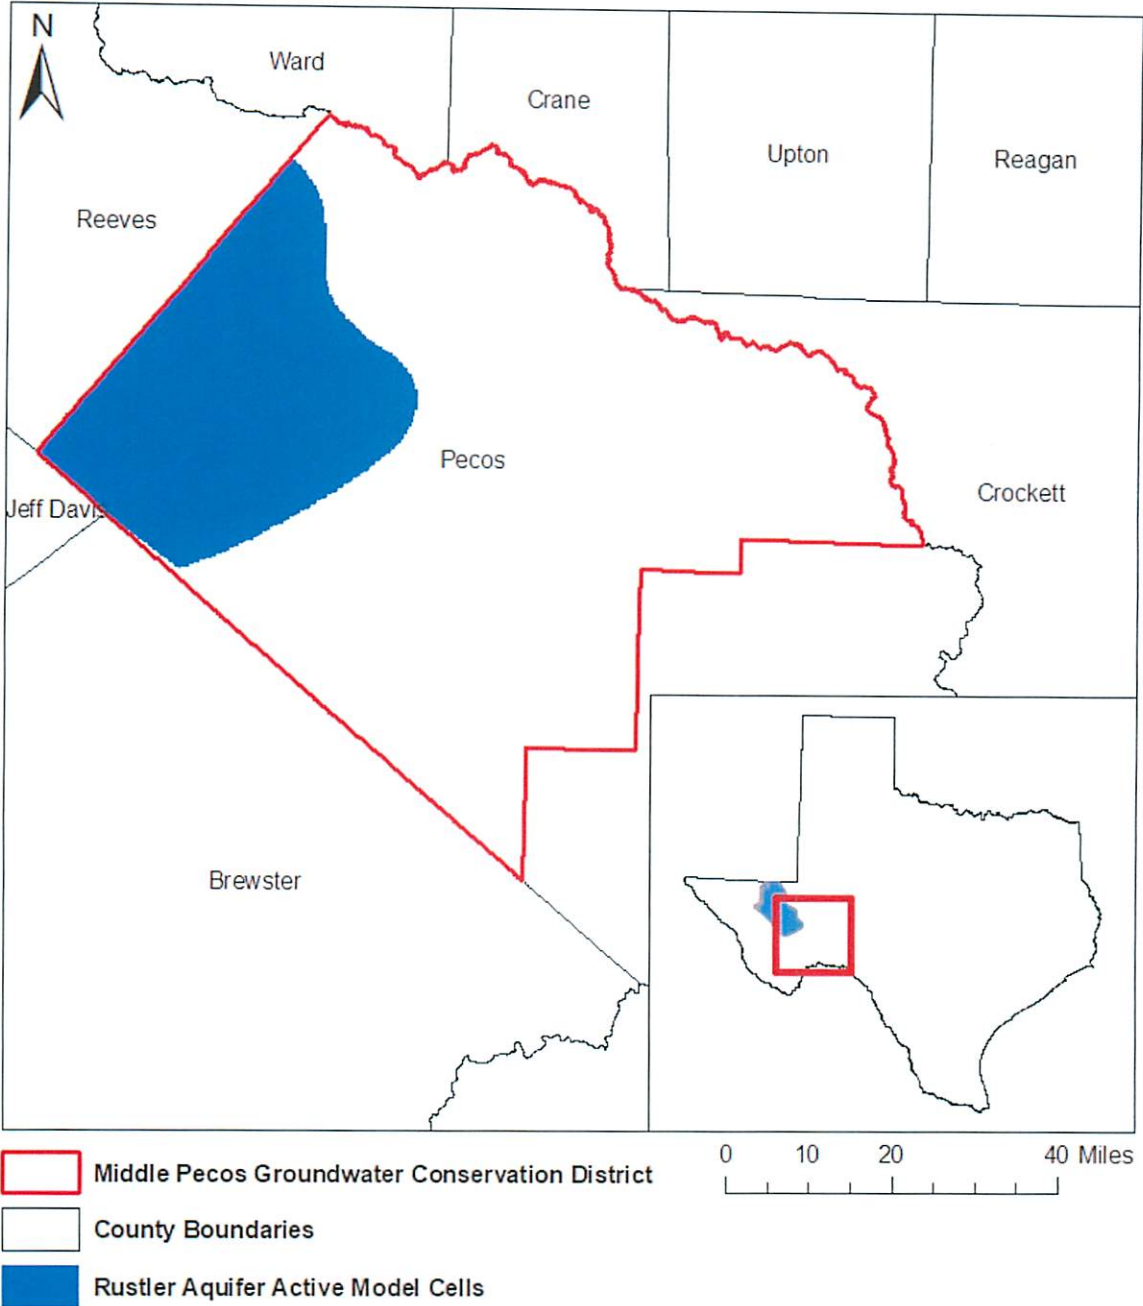 N
Ward
Crane
Upton
Reagan
Reeves
Pecos
Crockett
Jeff Davis
Brewster
0 10 20 40 Miles
Middle Pecos Groundwater Conservation District
County Boundaries
Rustler Aquifer Active Model Cells